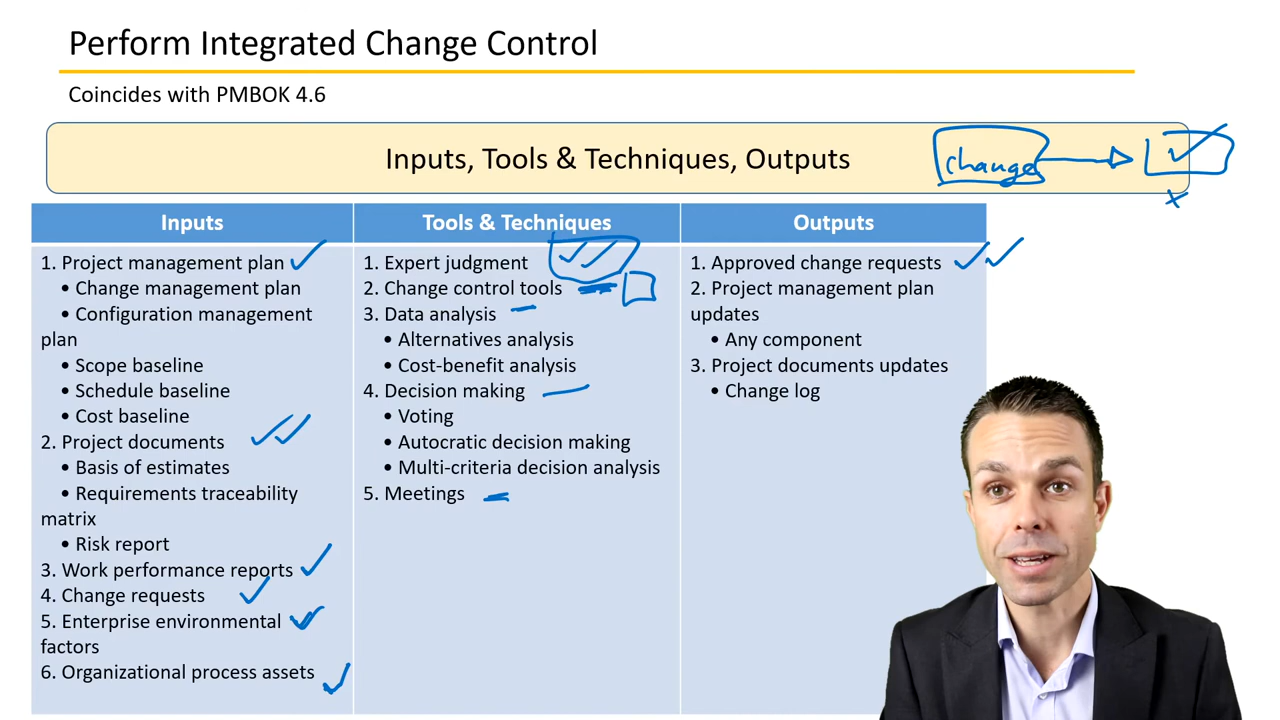 Perform Integrated Change Control
Coincides with PMBOK 4.6
Inputs, Tools & Techniques, Outputs
change
Inputs
1. Project management plan
• Change management plan
• Configuration management
plan
• Scope baseline
• Schedule baseline
• Cost baseline
2. Project documents
• Basis of estimates
• Requirements traceability
matrix
• Risk report
3. Work performance reports
4. Change requests
5. Enterprise environmental
factors
6. Organizational process assets
Tools & Techniques
1. Expert judgment
2. Change control tools
3. Data analysis
• Alternatives analysis
• Cost-benefit analysis
4. Decision making
• Voting
• Autocratic decision making
• Multi-criteria decision analysis
5. Meetings
Outputs
1. Approved change requests
2. Project management plan
updates
• Any component
3. Project documents updates
• Change log